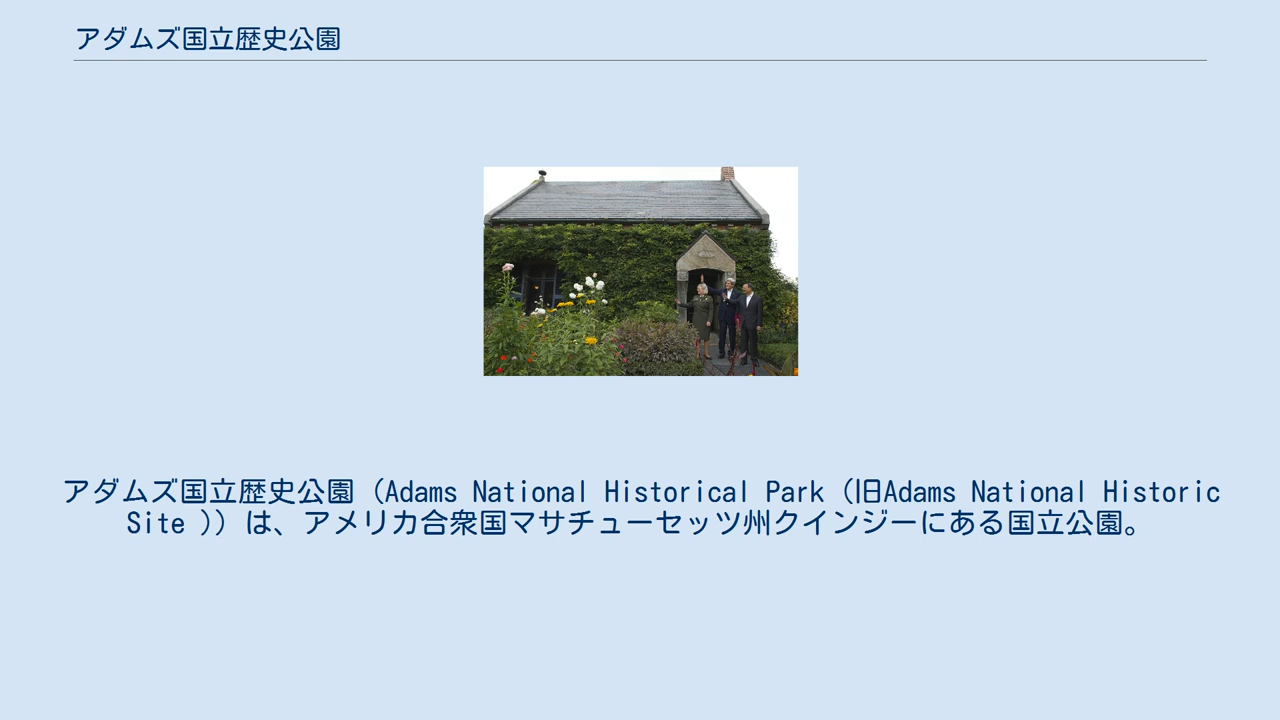 アダムズ国立歴史公園
アダムズ国立歴史公園（Adams National Historical Park（旧Adams National Historic
Site ））は、アメリカ合衆国マサチューセッツ州クインジーにある国立公園。